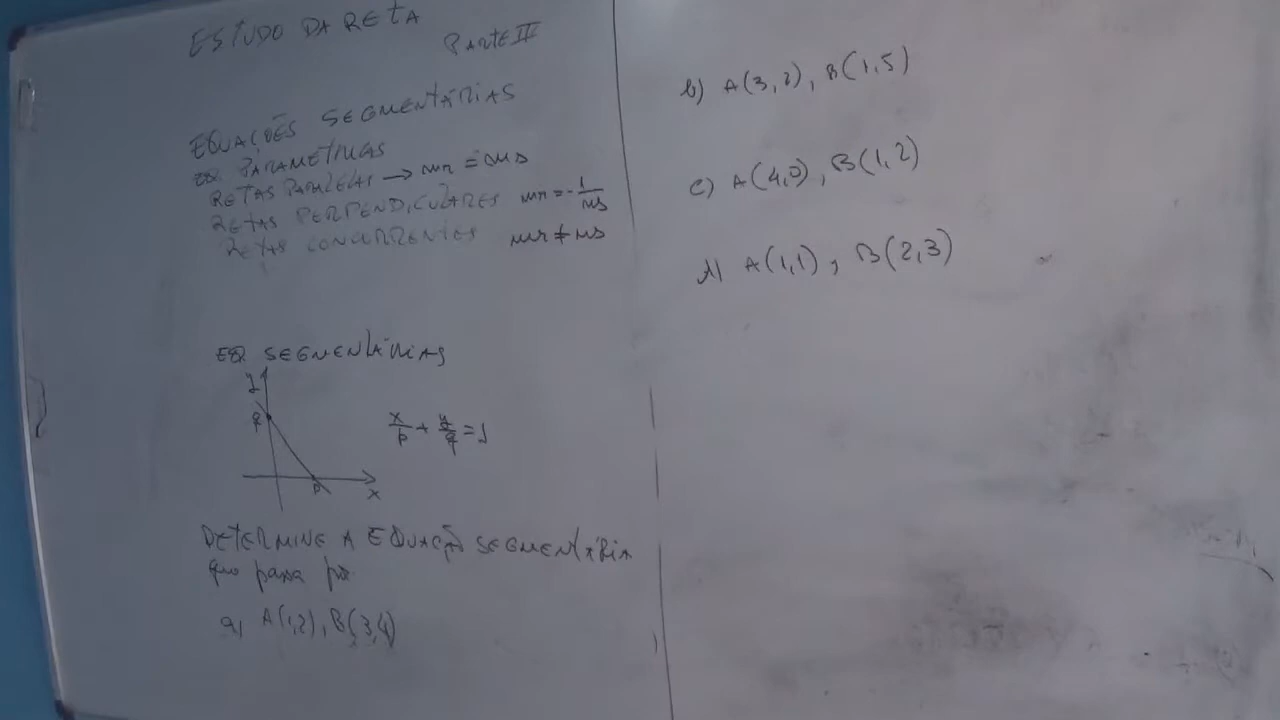 ESTUDO DA RETA
PARTE III
EQUAÇÕES SEGMENTÁRIAS
EQ. PARAMETRICAS
RETAS PARALELAS → mr = ms
RETAS PERPENDICULARES mr = -1/ms
RETAS CONCORRENTES mr ≠ ms
EQ. SEGMENTÁRIAS
y
q
x/p + y/q = 1
p
x
DETERMINE A EQUAÇÃO SEGMENTÁRIA
que passa por
a) A(1,2), B(3,4)
b) A(3,2), B(1,5)
c) A(4,0), B(1,2)
d) A(1,1), B(2,3)